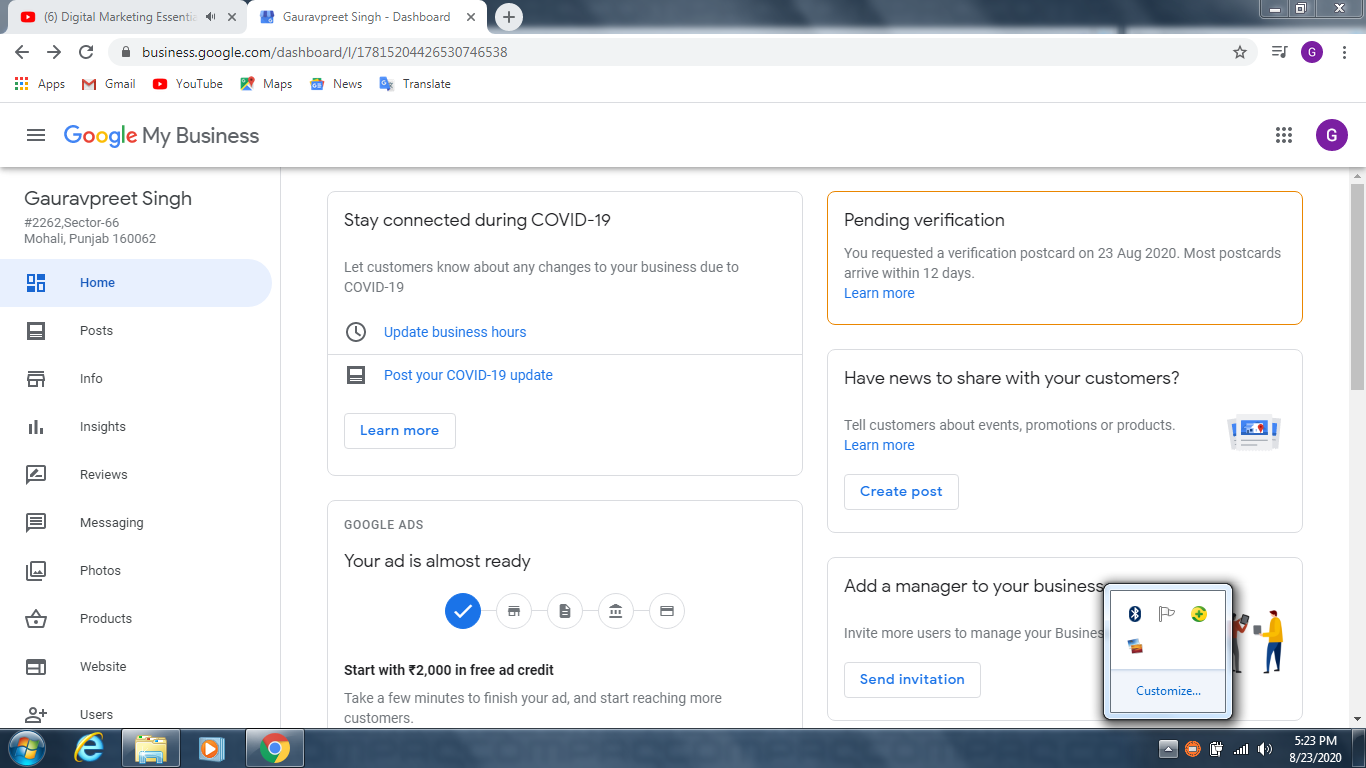 (6) Digital Marketing Essentia
Gauravpreet Singh - Dashboard
business.google.com/dashboard/l/17815204426530746538
G
Apps
Gmail
YouTube
Maps
News
Translate
Google My Business
G
Gauravpreet Singh
#2262,Sector-66
Mohali, Punjab 160062
Home
Posts
Info
Insights
Reviews
Messaging
Photos
Products
Website
Users
Stay connected during COVID-19
Let customers know about any changes to your business due to
COVID-19
Update business hours
Post your COVID-19 update
Learn more
GOOGLE ADS
Your ad is almost ready
Start with ₹2,000 in free ad credit
Take a few minutes to finish your ad, and start reaching more
customers.
Pending verification
You requested a verification postcard on 23 Aug 2020. Most postcards
arrive within 12 days.
Learn more
Have news to share with your customers?
Tell customers about events, promotions or products.
Learn more
Create post
Add a manager to your business
Invite more users to manage your Busines
Send invitation
Customize...
5:23 PM
8/23/2020